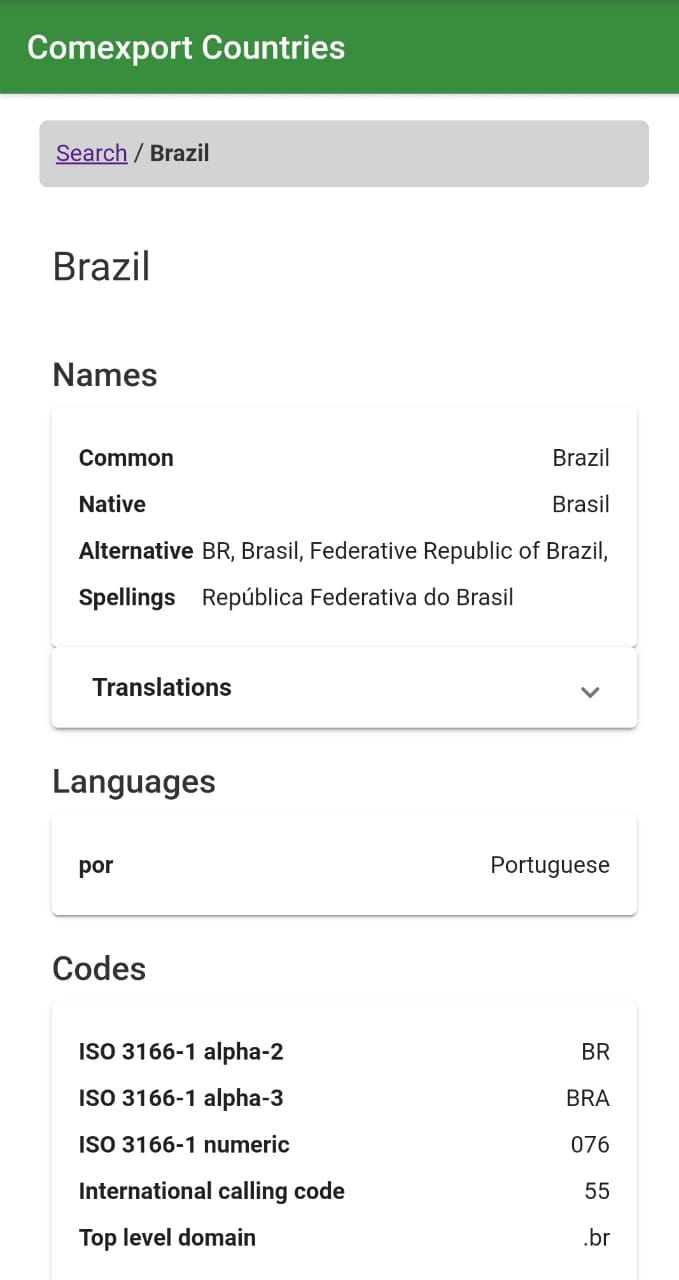 Comexport Countries
Search / Brazil
Brazil
Names
Common Brazil
Native Brasil
Alternative BR, Brasil, Federative Republic of Brazil,
Spellings República Federativa do Brasil
Translations
Languages
por Portuguese
Codes
ISO 3166-1 alpha-2 BR
ISO 3166-1 alpha-3 BRA
ISO 3166-1 numeric 076
International calling code 55
Top level domain .br